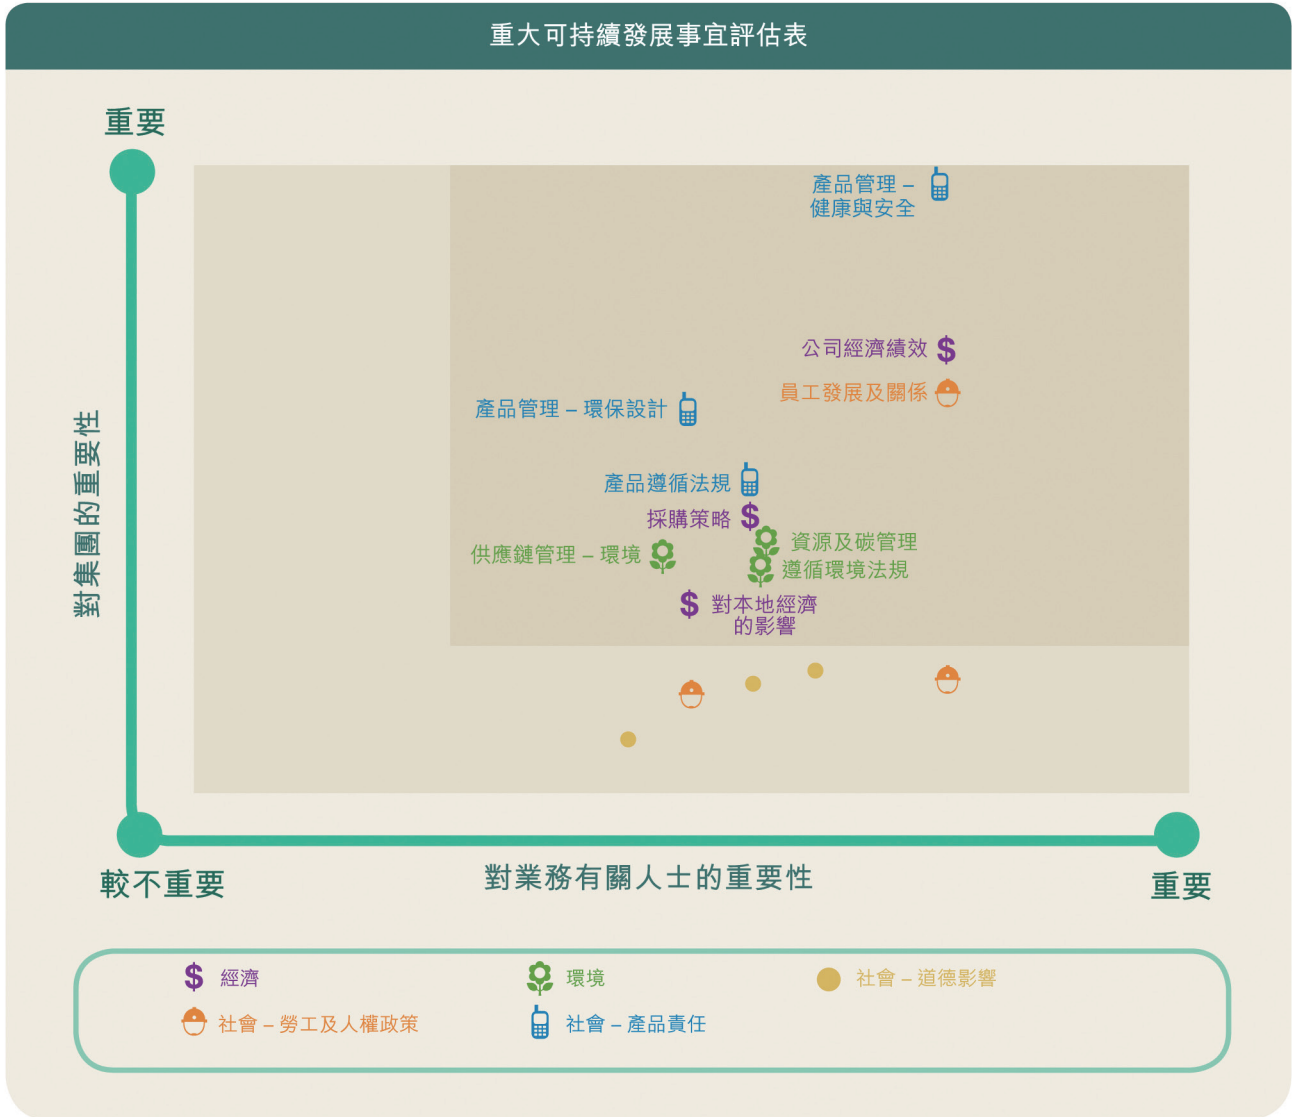 重大可持續發展事宜評估表
重要
產品管理 –
健康與安全
公司經濟績效 $
員工發展及關係
產品管理 – 環保設計
產品遵循法規
採購策略 $
資源及碳管理
供應鏈管理 – 環境
遵循環境法規
$ 對本地經濟
的影響
對集團的重要性
較不重要
對業務有關人士的重要性
重要
$ 經濟
環境
社會 – 道德影響
社會 – 勞工及人權政策
社會 – 產品責任